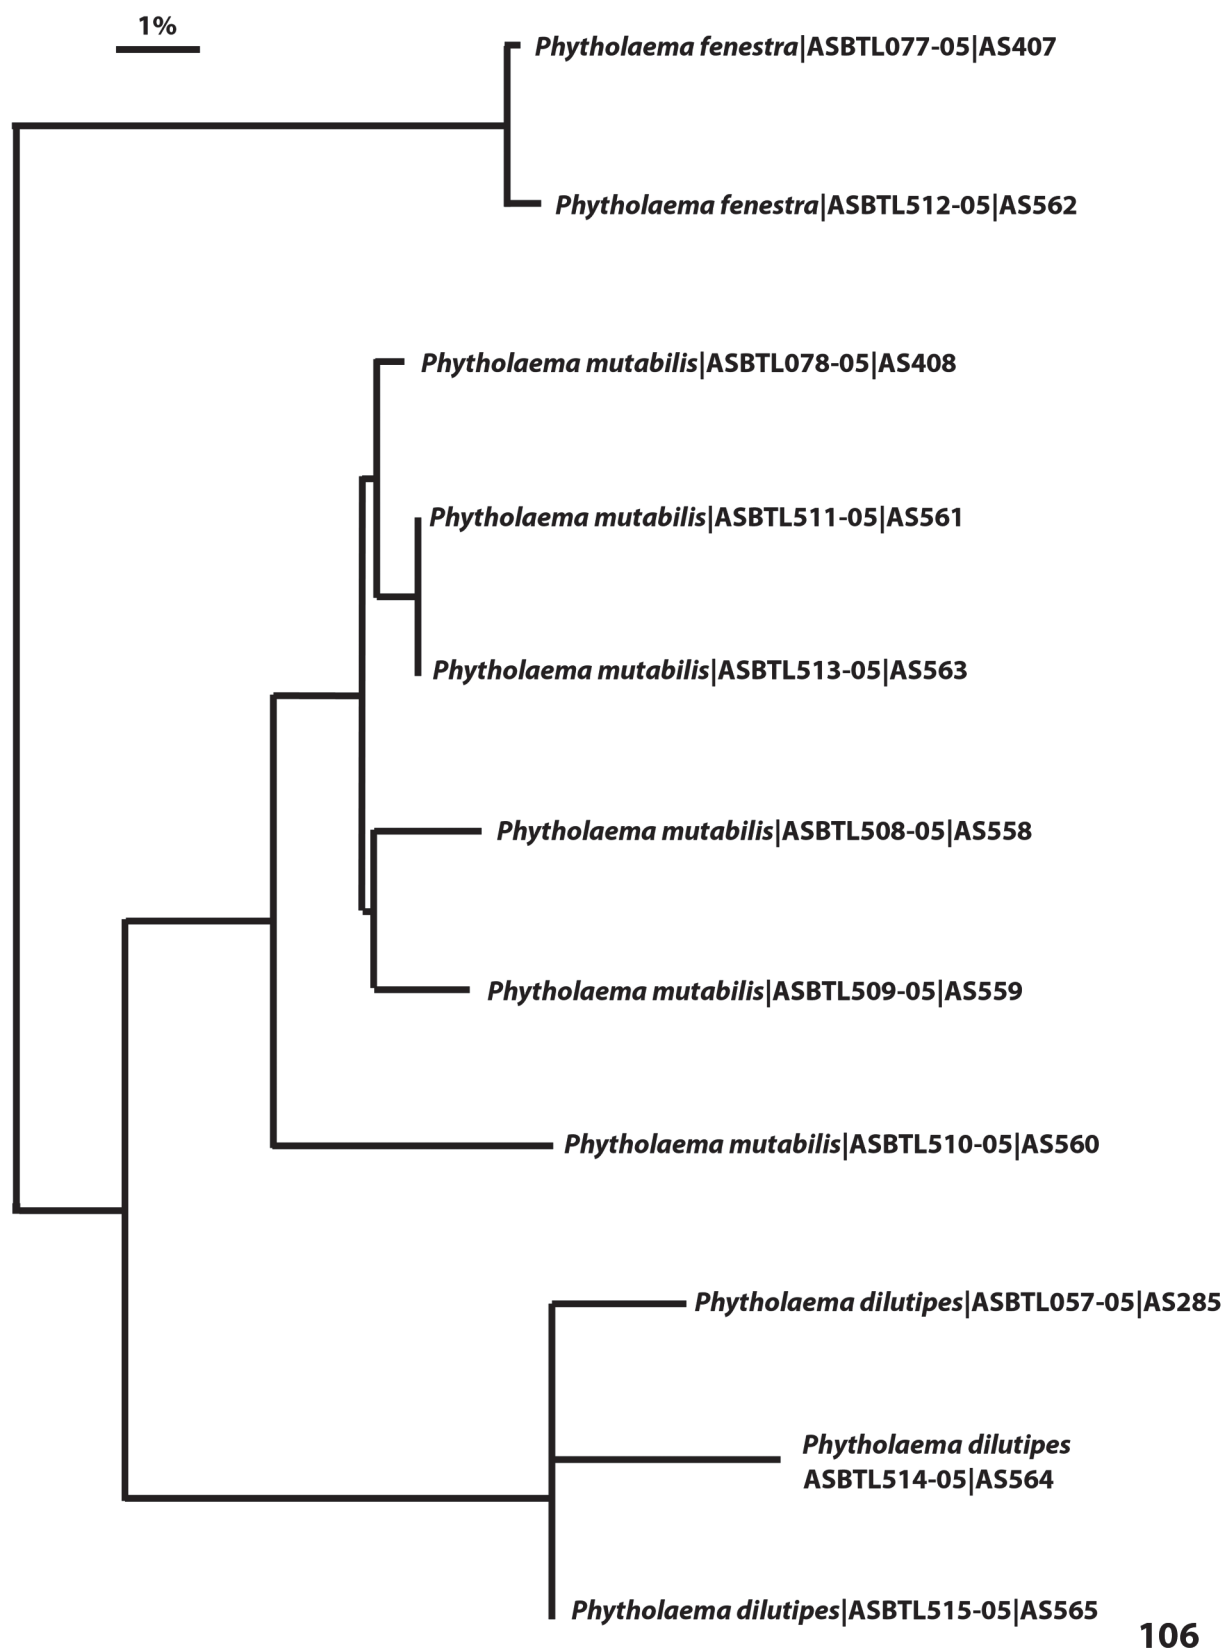 1%
Phytholaema fenestra|ASBTL077-05|AS407
Phytholaema fenestra|ASBTL512-05|AS562
Phytholaema mutabilis|ASBTL078-05|AS408
Phytholaema mutabilis|ASBTL511-05|AS561
Phytholaema mutabilis|ASBTL513-05|AS563
Phytholaema mutabilis|ASBTL508-05|AS558
Phytholaema mutabilis|ASBTL509-05|AS559
Phytholaema mutabilis|ASBTL510-05|AS560
Phytholaema dilutipes|ASBTL057-05|AS285
Phytholaema dilutipes
ASBTL514-05|AS564
Phytholaema dilutipes|ASBTL515-05|AS565
106